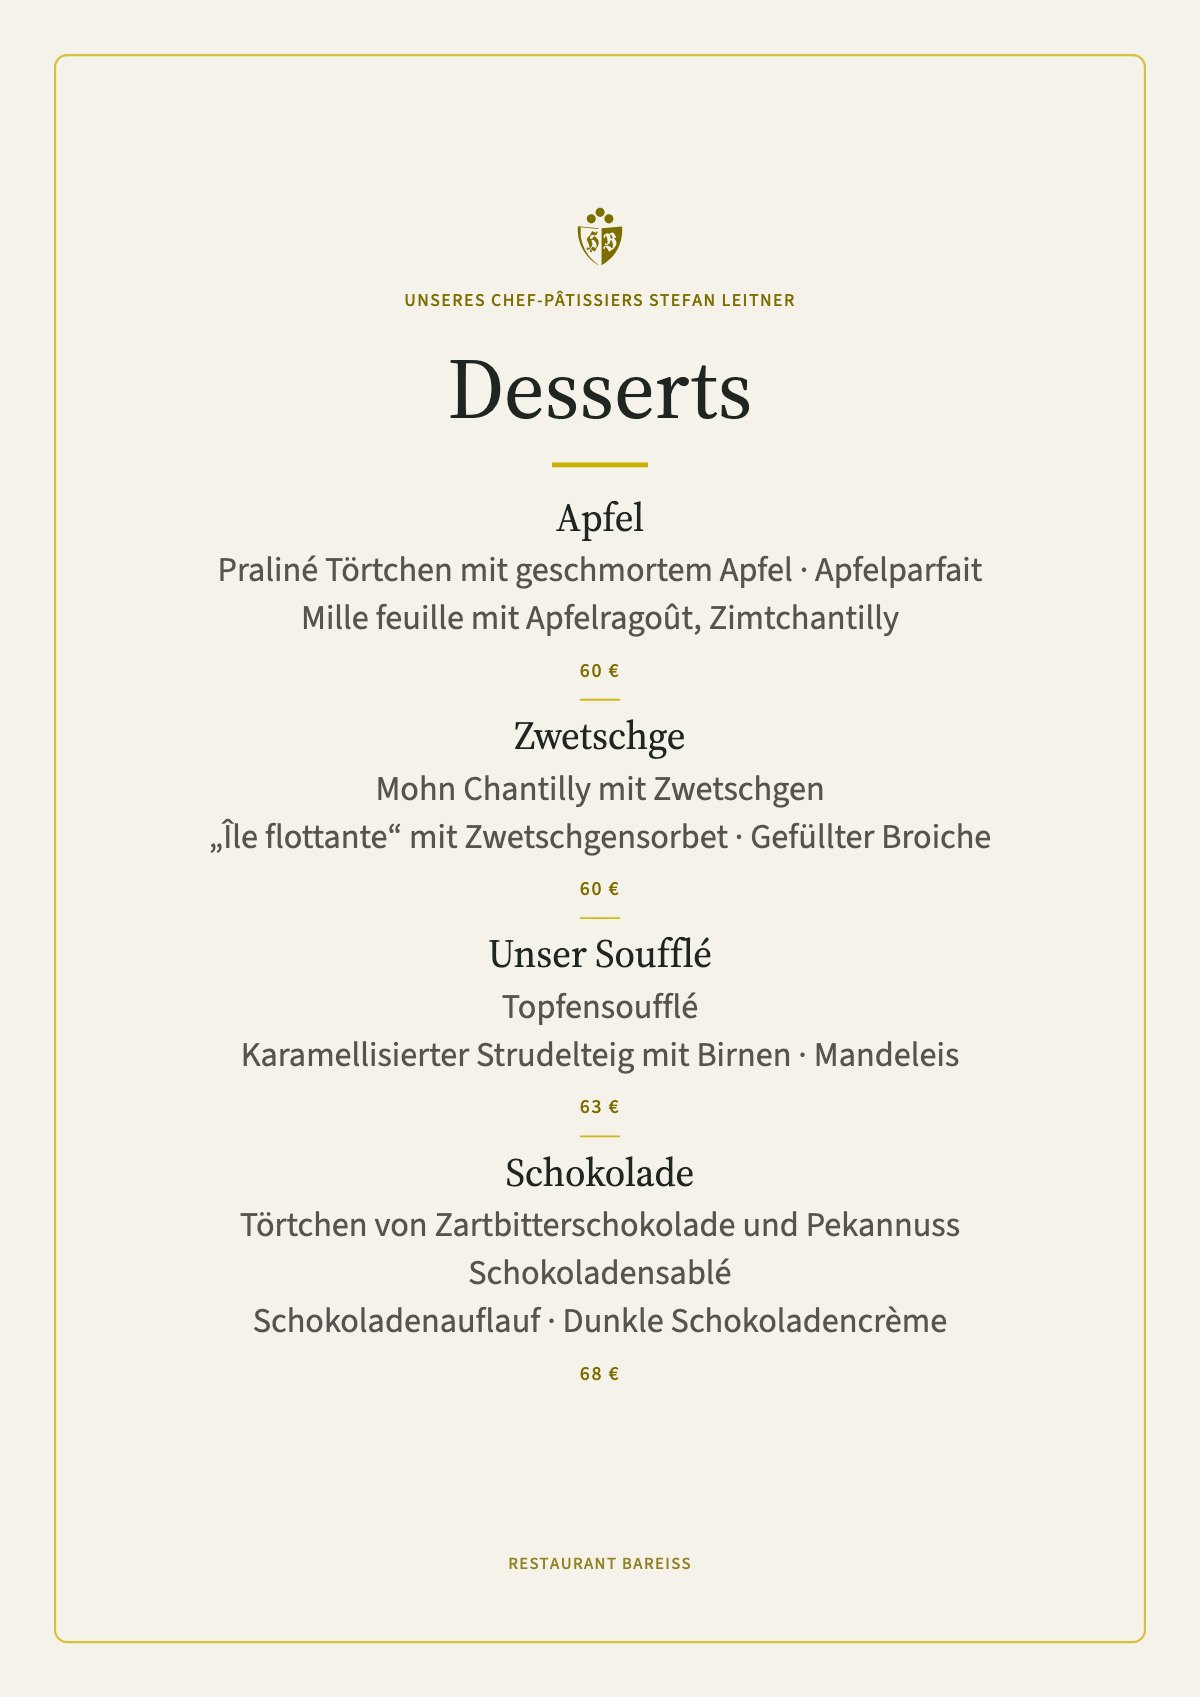 HB
UNSERES CHEF-PÂTISSIERS STEFAN LEITNER
Desserts
Apfel
Praliné Törtchen mit geschmortem Apfel · Apfelparfait
Mille feuille mit Apfelragoût, Zimtchantilly
60 €
Zwetschge
Mohn Chantilly mit Zwetschgen
„Île flottante“ mit Zwetschgensorbet · Gefüllter Broiche
60 €
Unser Soufflé
Topfensoufflé
Karamellisierter Strudelteig mit Birnen · Mandeleis
63 €
Schokolade
Törtchen von Zartbitterschokolade und Pekannuss
Schokoladensablé
Schokoladenauflauf · Dunkle Schokoladencrème
68 €
RESTAURANT BAREISS